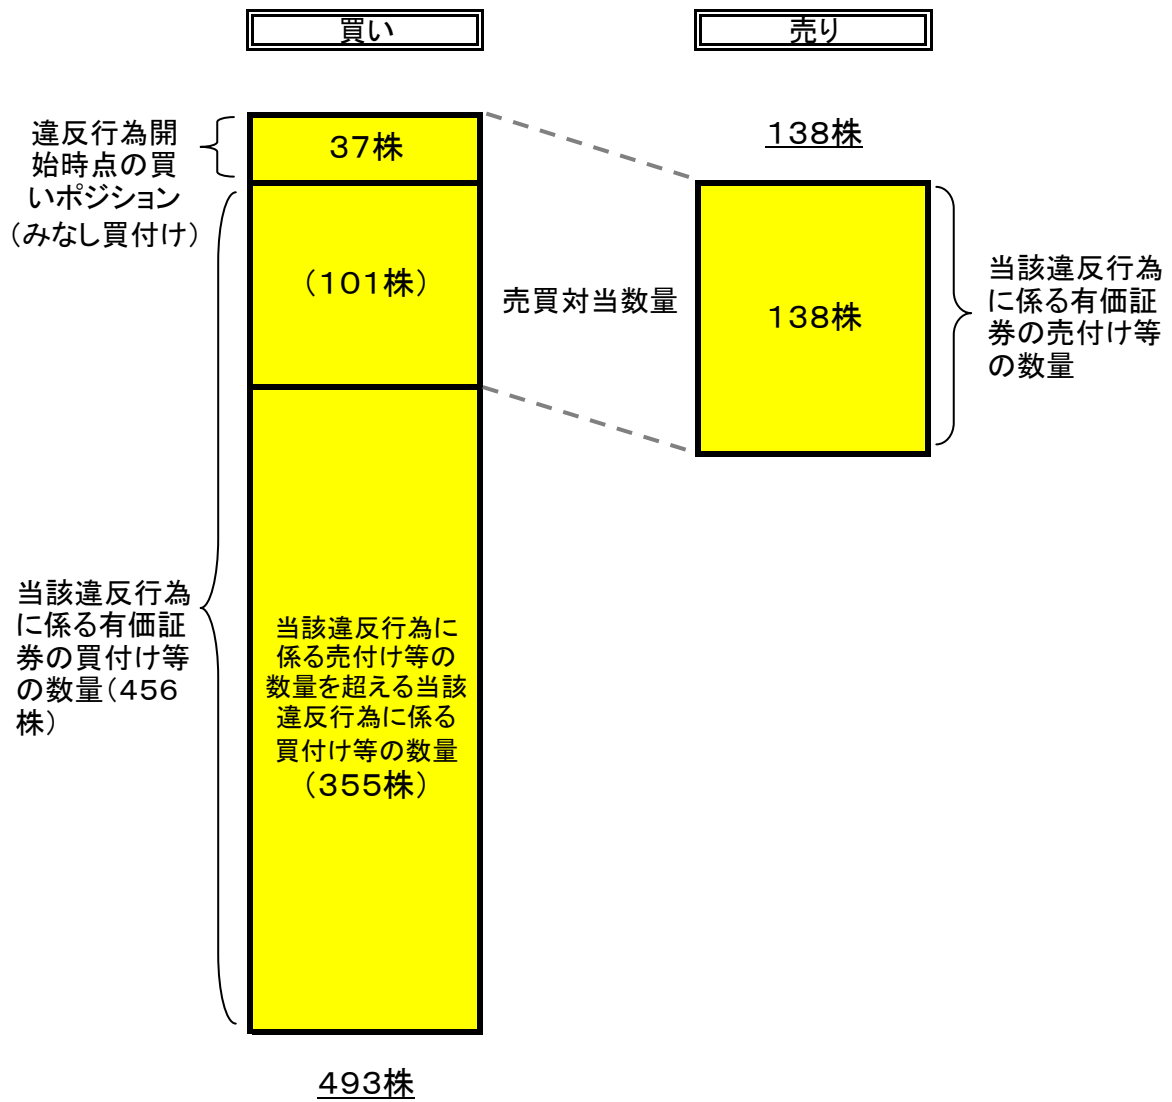 買い
売り
違反行為開
始時点の買
いポジション
（みなし買付け）
37株
138株
（101株）
売買対当数量
138株
当該違反行為
に係る有価証
券の売付け等
の数量
当該違反行為
に係る有価証
券の買付け等
の数量（456
株）
当該違反行為に
係る売付け等の
数量を超える当該
違反行為に係る
買付け等の数量
（355株）
493株